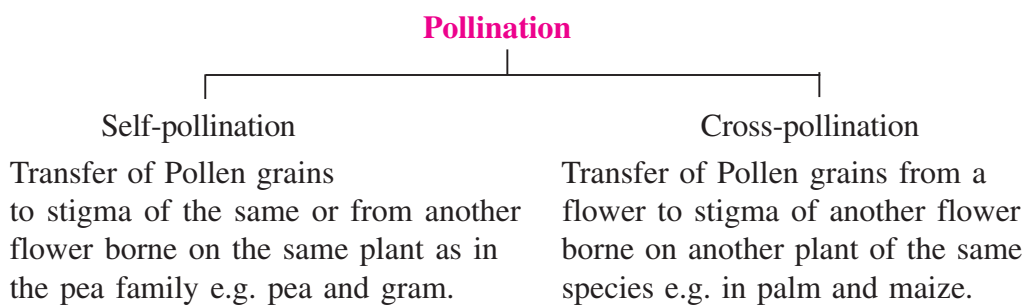 Pollination
Self-pollination
Transfer of Pollen grains
to stigma of the same or from another
flower borne on the same plant as in
the pea family e.g. pea and gram.
Cross-pollination
Transfer of Pollen grains from a
flower to stigma of another flower
borne on another plant of the same
species e.g. in palm and maize.